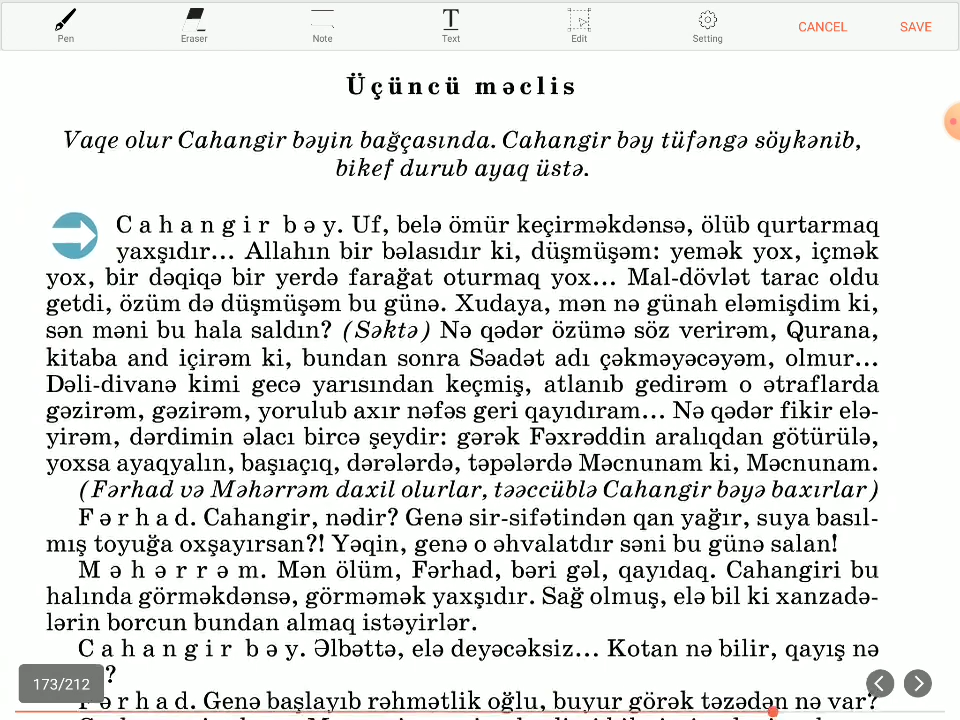 Pen Eraser Note Text Edit Setting CANCEL SAVE
Üçüncü məclis
Vaqe olur Cahangir bəyin bağçasında. Cahangir bəy tüfəngə söykənib,
bikef durub ayaq üstə.
Cahangir bəy. Uf, belə ömür keçirməkdənsə, ölüb qurtarmaq
yaxşıdır... Allahın bir bəlasıdır ki, düşmüşəm: yemək yox, içmək
yox, bir dəqiqə bir yerdə farağat oturmaq yox... Mal-dövlət tarac oldu
getdi, özüm də düşmüşəm bu günə. Xudaya, mən nə günah eləmişdim ki,
sən məni bu hala saldın? (Səktə) Nə qədər özümə söz verirəm, Qurana,
kitaba and içirəm ki, bundan sonra Səadət adı çəkməyəcəyəm, olmur...
Dəli-divanə kimi gecə yarısından keçmiş, atlanıb gedirəm o ətraflarda
gəzirəm, gəzirəm, yorulub axır nəfəs geri qayıdıram... Nə qədər fikir elə-
yirəm, dərdimin əlacı bircə şeydir: gərək Fəxrəddin aralıqdan götürülə,
yoxsa ayaqyalın, başıaçıq, dərələrdə, təpələrdə Məcnunam ki, Məcnunam.
(Fərhad və Məhərrəm daxil olurlar, təəccüblə Cahangir bəyə baxırlar)
Fərhad. Cahangir, nədir? Genə sir-sifətindən qan yağır, suya basıl-
mış toyuğa oxşayırsan?! Yəqin, genə o əhvalatdır səni bu günə salan!
Məhərrəm. Mən ölüm, Fərhad, bəri gəl, qayıdaq. Cahangiri bu
halında görməkdənsə, görməmək yaxşıdır. Sağ olmuş, elə bil ki xanzadə-
lərin borcun bundan almaq istəyirlər.
Cahangir bəy. Əlbəttə, elə deyəcəksiz... Kotan nə bilir, qayış nə
?
173/212
Fərhad. Genə başlayıb rəhmətlik oğlu, buyur görək təzədən nə var?